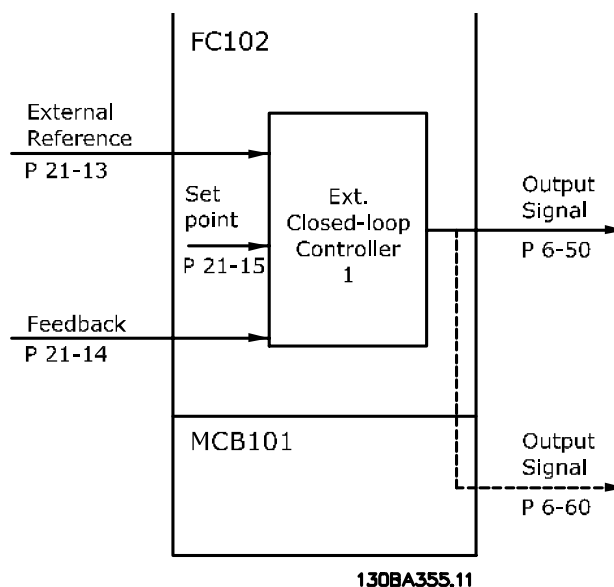 FC102
External
Reference
P 21-13
Set
point
P 21-15
Ext.
Closed-loop
Controller
1
Output
Signal
P 6-50
Feedback
P 21-14
MCB101
Output
Signal
P 6-60
130BA355.11